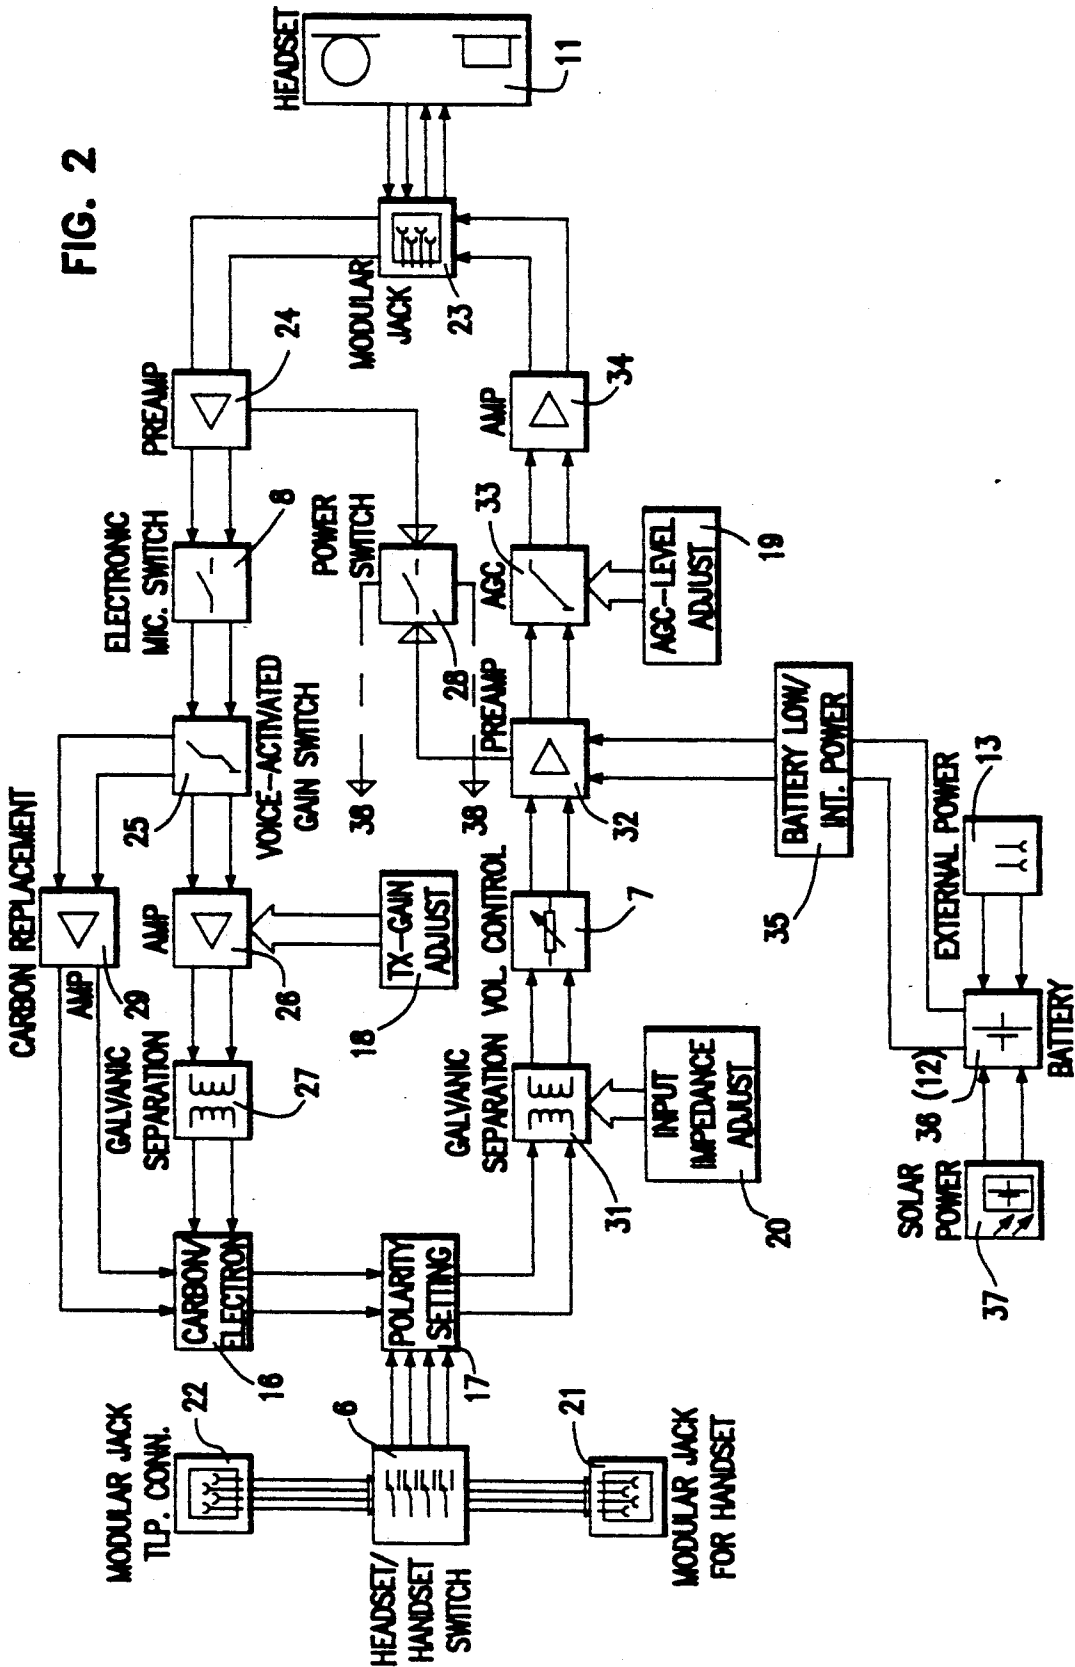 FIG. 2
MODULAR JACK
TLP. CONN.
22
HEADSET/
HANDSET
SWITCH
6
MODULAR JACK
FOR HANDSET
21
CARBON/
ELECTRON
16
POLARITY
SETTING
17
CARBON REPLACEMENT
AMP
29
GALVANIC
SEPARATION
27
AMP
26
TX-GAIN
ADJUST
18
VOICE-ACTIVATED
GAIN SWITCH
25
ELECTRONIC
MIC. SWITCH
8
PREAMP
24
POWER
SWITCH
28
38
38
GALVANIC
SEPARATION
31
INPUT
IMPEDANCE
ADJUST
20
VOL. CONTROL
7
PREAMP
32
AGC
33
AGC-LEVEL
ADJUST
19
AMP
34
MODULAR
JACK
23
HEADSET
11
BATTERY LOW/
INT. POWER
35
SOLAR
POWER
37
36 (12)
BATTERY
EXTERNAL POWER
13